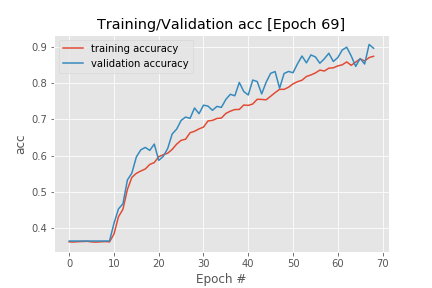 Training/Validation acc [Epoch 69]
training accuracy
validation accuracy
acc
0.9
0.8
0.7
0.6
0.5
0.4
0 10 20 30 40 50 60 70
Epoch #